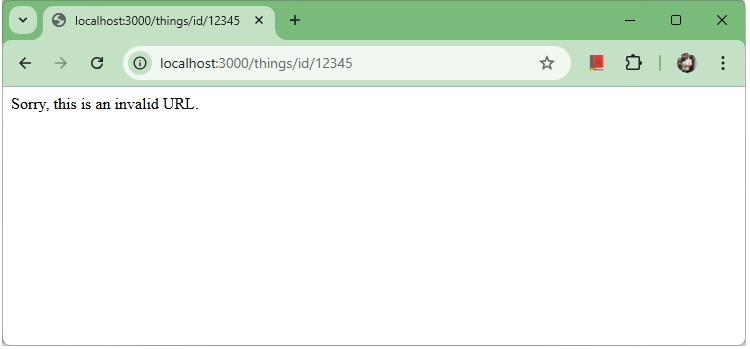 localhost:3000/things/id/12345
localhost:3000/things/id/12345
Sorry, this is an invalid URL.